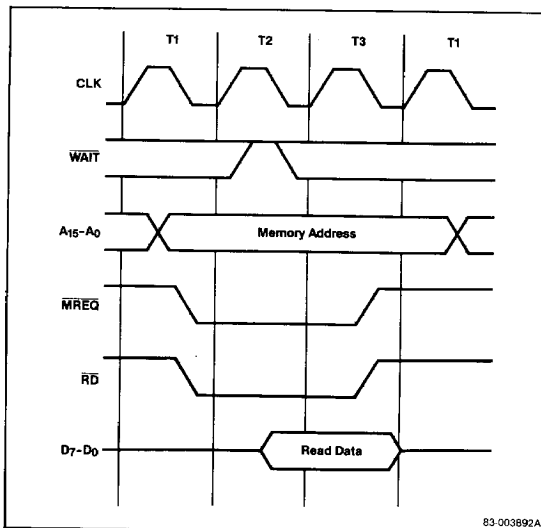 T1 T2 T3 T1
CLK
WAIT
A15-A0 Memory Address
MREQ
RD
D7-D0 Read Data
83-003892A